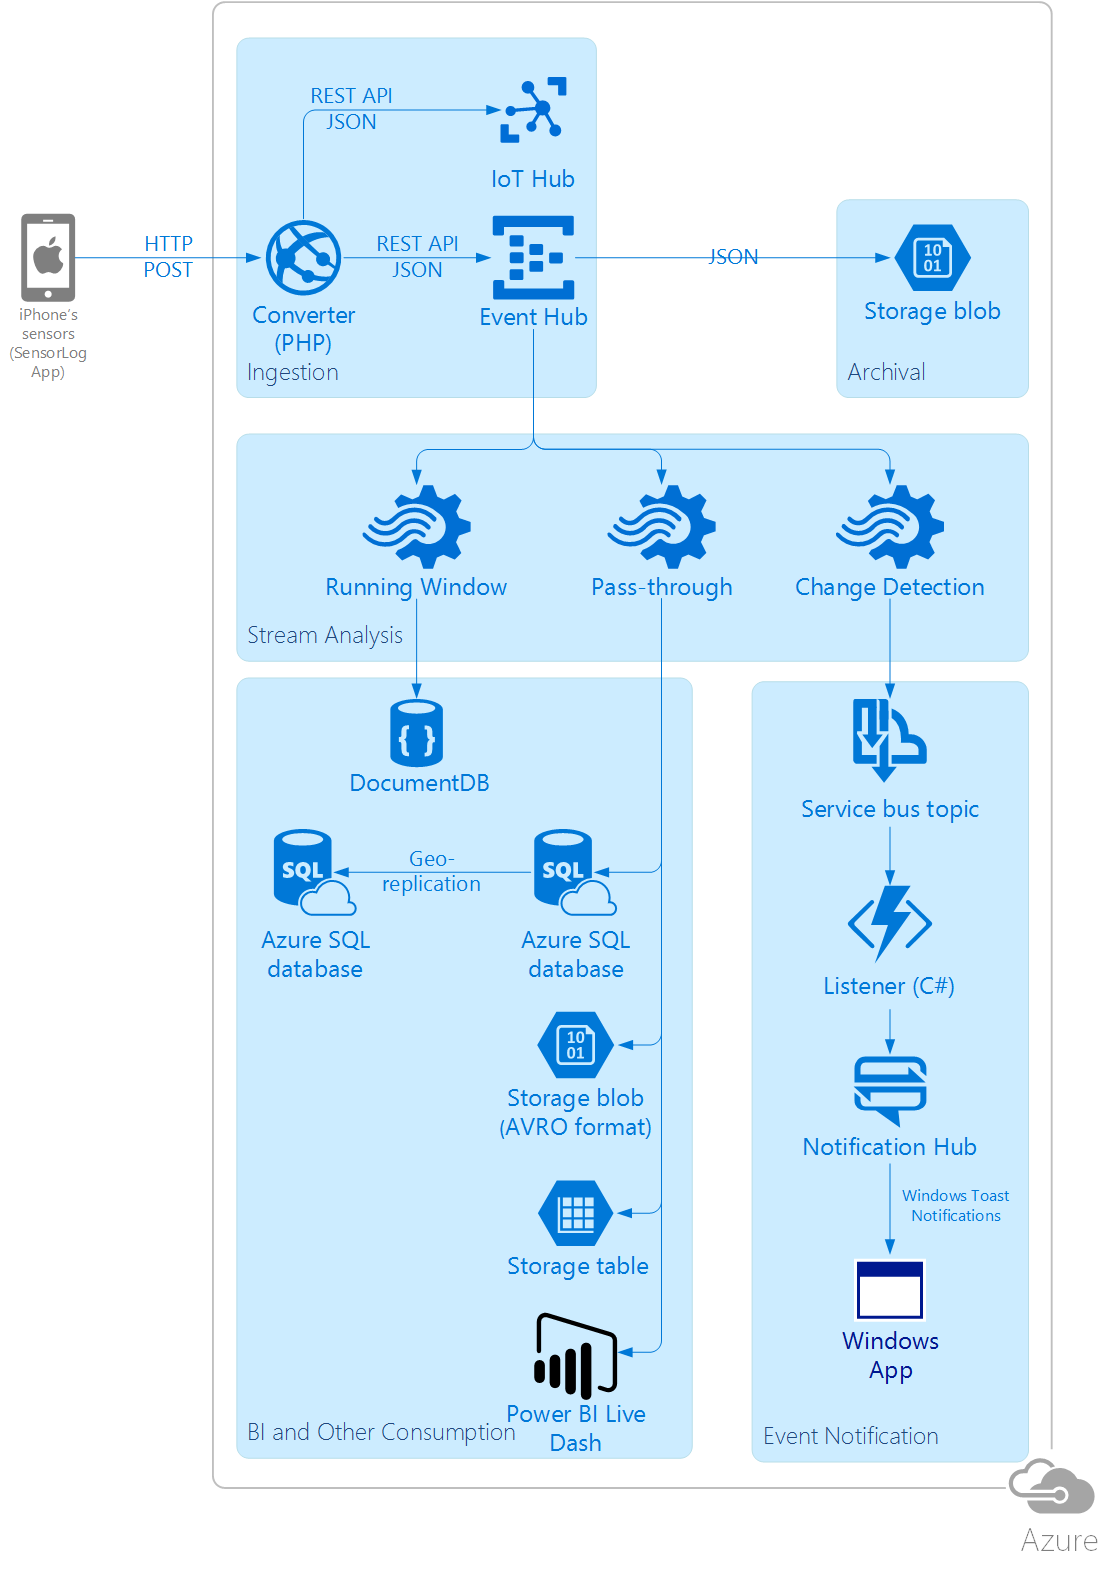 REST API
JSON
IoT Hub
HTTP
POST
REST API
JSON
JSON
iPhone's
sensors
(SensorLog
App)
Converter
(PHP)
Event Hub
Ingestion
10
01
Storage blob
Archival
Running Window
Pass-through
Change Detection
Stream Analysis
{ }
DocumentDB
SQL
Geo-
replication
SQL
Azure SQL
database
Azure SQL
database
10
01
Storage blob
(AVRO format)
Storage table
Power BI Live
Dash
BI and Other Consumption
Service bus topic
Listener (C#)
Notification Hub
Windows Toast
Notifications
Windows
App
Event Notification
Azure